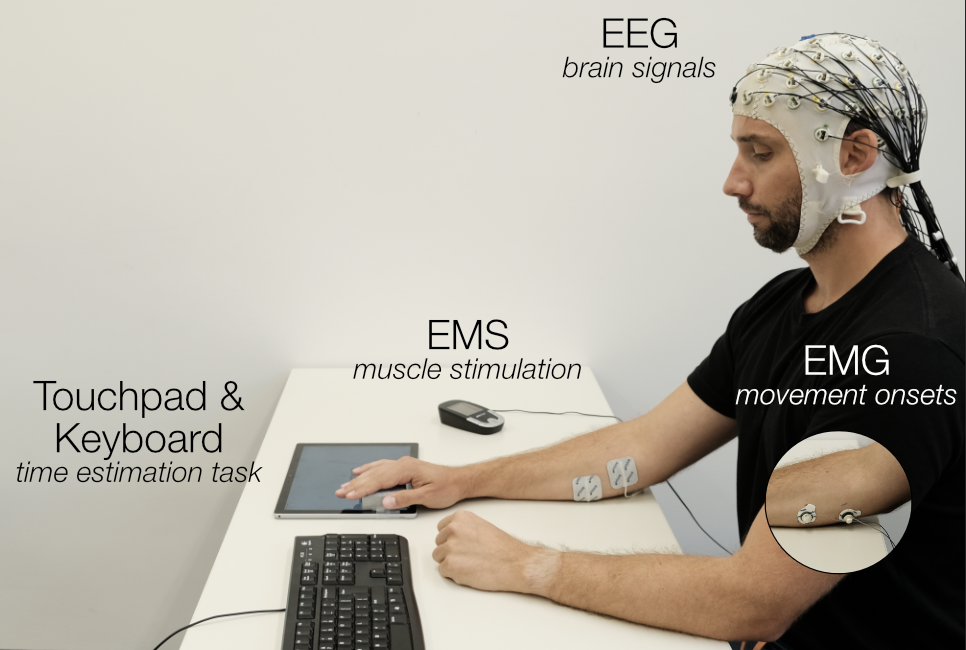 EEG
brain signals
EMS
muscle stimulation
EMG
movement onsets
Touchpad &
Keyboard
time estimation task